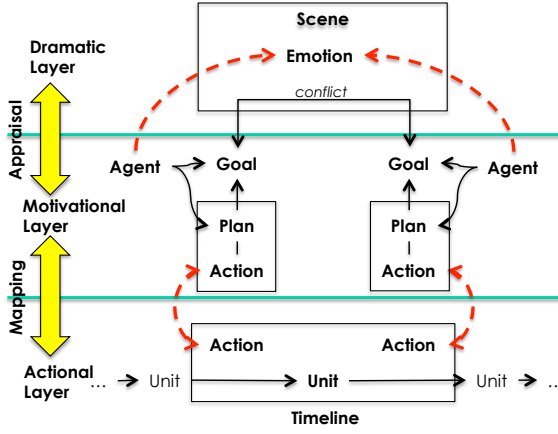 Scene
Dramatic
Layer
Emotion
conflict
Appraisal
Agent
Goal
Goal
Agent
Motivational
Layer
Plan
Plan
Action
Action
Mapping
Action
Action
Actional
Layer
... Unit Unit Unit ...
Timeline